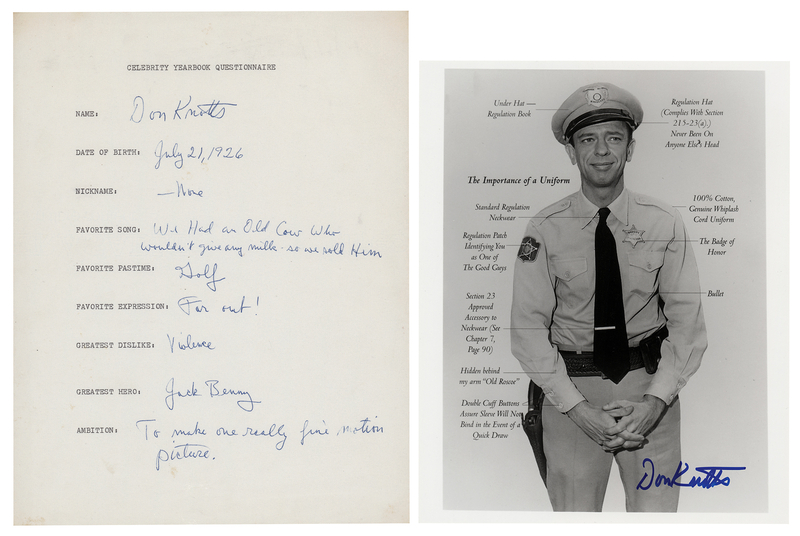 CELEBRITY YEARBOOK QUESTIONNAIRE
NAME: Don Knotts
DATE OF BIRTH: July 21, 1926
NICKNAME: —None
FAVORITE SONG: We Had an Old Cow Who
wouldn't give any milk - so we sold Him
FAVORITE PASTIME: Golf
FAVORITE EXPRESSION: Far out!
GREATEST DISLIKE: Violence
GREATEST HERO: Jack Benny
AMBITION: To make one really fine motion
picture.
Under Hat —
Regulation Book
Regulation Hat
(Complies With Section
215-23(a).)
Never Been On
Anyone Else's Head
The Importance of a Uniform
Standard Regulation
Neckwear
Regulation Patch
Identifying You
as One of
The Good Guys
Section 23
Approved
Accessory to
Neckwear (See
Chapter 7,
Page 90)
Hidden behind
my arm "Old Roscoe"
Double Cuff Buttons
Assure Sleeve Will Not
Bind in the Event of a
Quick Draw
100% Cotton,
Genuine Whiplash
Cord Uniform
The Badge of
Honor
Bullet
Don Knotts